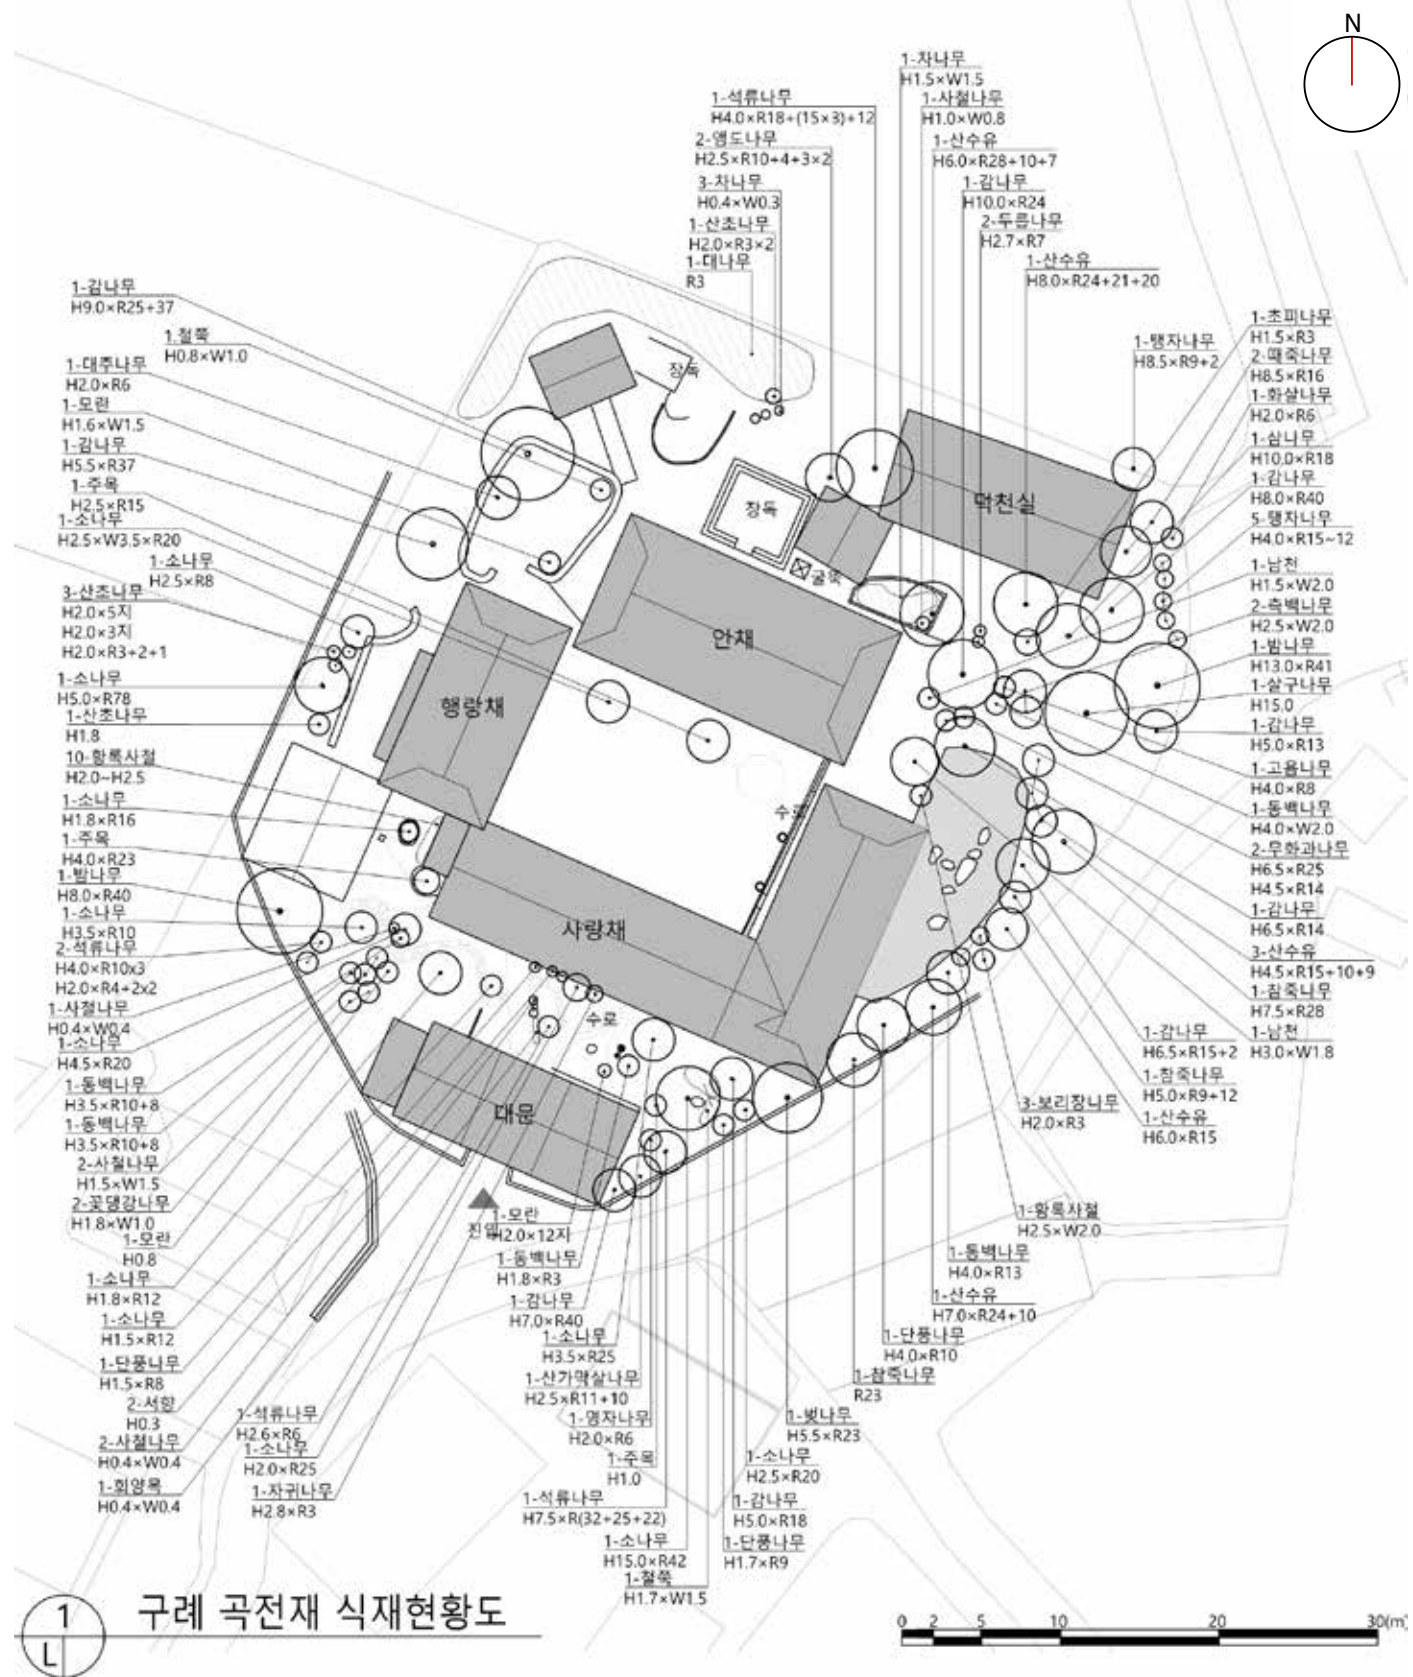 N
1-차나무
H1.5×W1.5
1-석류나무
H4.0×R18+(15×3)+12
1-사철나무
H1.0×W0.8
2-앵도나무
H2.5×R10+4+3×2
1-산수유
H6.0×R28+10+7
3-차나무
H0.4×W0.3
1-감나무
H10.0×R24
1-산초나무
H2.0×R3×2
2-두릅나무
H2.7×R7
1-대나무
R3
1-산수유
H8.0×R24+21+20
1-감나무
H9.0×R25+37
1.철쭉
H0.8×W1.0
1-대추나무
H2.0×R6
1-모란
H1.6×W1.5
1-감나무
H5.5×R37
1-주목
H2.5×R15
1-소나무
H2.5×W3.5×R20
1-소나무
H2.5×R8
3-산초나무
H2.0×5지
H2.0×3지
H2.0×R3+2+1
1-소나무
H5.0×R78
1-산초나무
H1.8
10-황록사철
H2.0~H2.5
1-소나무
H1.8×R16
1-주목
H4.0×R23
1-밤나무
H8.0×R40
1-소나무
H3.5×R10
2-석류나무
H4.0×R10x3
H2.0×R4+2x2
1-사철나무
H0.4×W0.4
1-소나무
H4.5×R20
1-동백나무
H3.5×R10+8
1-동백나무
H3.5×R10+8
2-사철나무
H1.5×W1.5
2-꽃댕강나무
H1.8×W1.0
1-모란
H0.8
1-소나무
H1.8×R12
1-소나무
H1.5×R12
1-단풍나무
H1.5×R8
2-서향
H0.3
2-사철나무
H0.4×W0.4
1-회양목
H0.4×W0.4
1-석류나무
H2.6×R6
1-소나무
H2.0×R25
1-자귀나무
H2.8×R3
장독
장독
굴뚝
덕천실
안채
행랑채
수로
사랑채
수로
대문
진입
1-탱자나무
H8.5×R9+2
1-초피나무
H1.5×R3
2-때죽나무
H8.5×R16
1-화살나무
H2.0×R6
1-삼나무
H10.0×R18
1-감나무
H8.0×R40
5-탱자나무
H4.0×R15~12
1-남천
H1.5×W2.0
2-측백나무
H2.5×W2.0
1-밤나무
H13.0×R41
1-살구나무
H15.0
1-감나무
H5.0×R13
1-고욤나무
H4.0×R8
1-동백나무
H4.0×W2.0
2-무화과나무
H6.5×R25
H4.5×R14
1-감나무
H6.5×R14
3-산수유
H4.5×R15+10+9
1-참죽나무
H7.5×R28
1-남천
H3.0×W1.8
1-감나무
H6.5×R15+2
1-참죽나무
H5.0×R9+12
1-산수유
H6.0×R15
3-보리장나무
H2.0×R3
1-황록사철
H2.5×W2.0
1-동백나무
H4.0×R13
1-산수유
H7.0×R24+10
1-단풍나무
H4.0×R10
1-참죽나무
R23
1-벚나무
H5.5×R23
1-소나무
H2.5×R20
1-감나무
H5.0×R18
1-단풍나무
H1.7×R9
1-모란
H2.0×12지
1-동백나무
H1.8×R3
1-감나무
H7.0×R40
1-소나무
H3.5×R25
1-산가막살나무
H2.5×R11+10
1-명자나무
H2.0×R6
1-주목
H1.0
1-석류나무
H7.5×R(32+25+22)
1-소나무
H15.0×R42
1-철쭉
H1.7×W1.5
1
L
구례 곡전재 식재현황도
0 2 5 10 20 30(m)